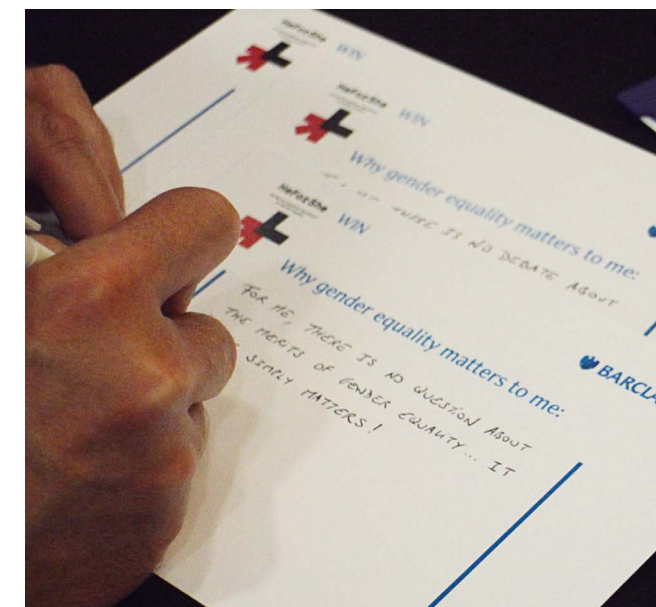 HeForShe
WIN
HeForShe
WIN
Why gender equality matters to me:
THERE IS NO DEBATE ABOUT
HeForShe
WIN
Why gender equality matters to me:
BARCLA
FOR ME, THERE IS NO QUESTION ABOUT
THE MERITS OF GENDER EQUALITY... IT
SIMPLY MATTERS!